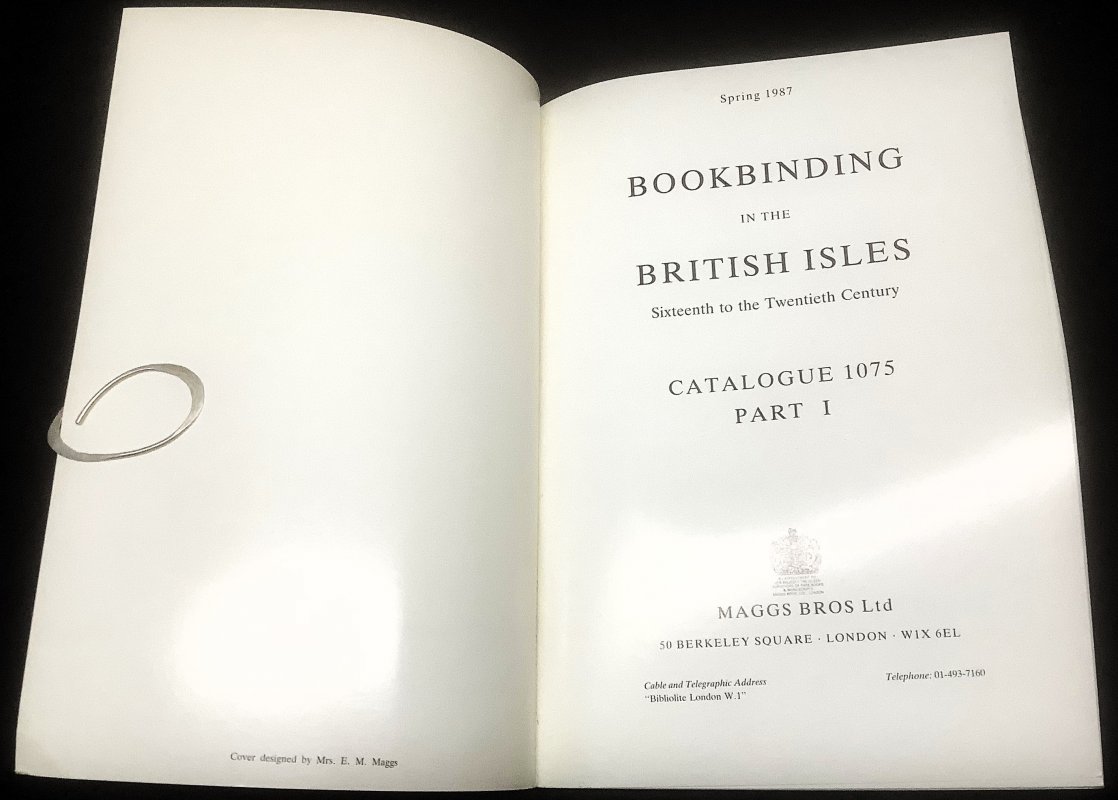 Cover designed by Mrs. E. M. Maggs
Spring 1987
BOOKBINDING
IN THE
BRITISH ISLES
Sixteenth to the Twentieth Century
CATALOGUE 1075
PART I
MAGGS BROS Ltd
50 BERKELEY SQUARE · LONDON · W1X 6EL
Cable and Telegraphic Address
"Bibliolite London W.1"
Telephone: 01-493-7160